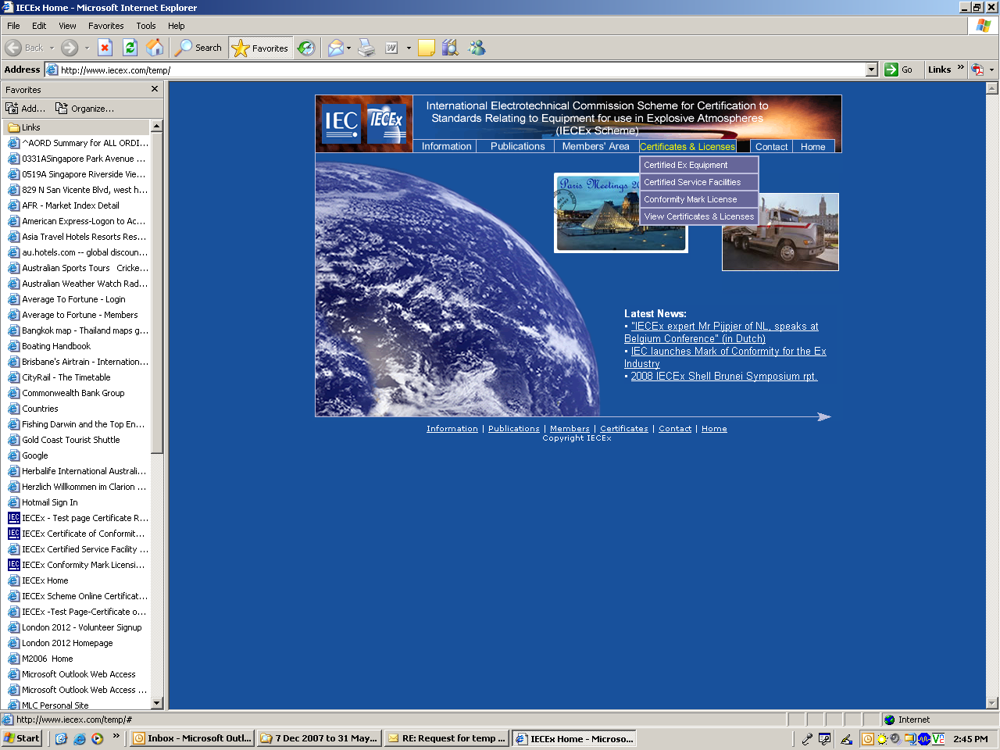 IECEx Home - Microsoft Internet Explorer
File Edit View Favorites Tools Help
Back Search Favorites
Address http://www.iecex.com/temp/ Go Links »
Favorites
Add... Organize...
Links
^AORD Summary for ALL ORDI...
0331ASingapore Park Avenue ...
0519A Singapore Riverside Vie...
829 N San Vicente Blvd, west h...
AFR - Market Index Detail
American Express-Logon to Ac...
Asia Travel Hotels Resorts Res...
au.hotels.com -- global discoun...
Australian Sports Tours Cricke...
Australian Weather Watch Rad...
Average To Fortune - Login
Average to Fortune - Members
Bangkok map - Thailand maps g...
Boating Handbook
Brisbane's Airtrain - Internation...
CityRail - The Timetable
Commonwealth Bank Group
Countries
Fishing Darwin and the Top En...
Gold Coast Tourist Shuttle
Google
Herbalife International Australi...
Herzlich Willkommen im Clarion ...
Hotmail Sign In
IECEx - Test page Certificate R...
IECEx Certificate of Conformit...
IECEx Certified Service Facility ...
IECEx Conformity Mark Licensi...
IECEx Home
IECEx Scheme Online Certificat...
IECEx -Test Page-Certificate o...
London 2012 - Volunteer Signup
London 2012 Homepage
M2006 Home
Microsoft Outlook Web Access
Microsoft Outlook Web Access ...
MLC Personal Site
IEC IECEx
International Electrotechnical Commission Scheme for Certification to
Standards Relating to Equipment for use in Explosive Atmospheres
(IECEx Scheme)
Information Publications Members' Area Certificates & Licenses Contact Home
Certified Ex Equipment
Certified Service Facilities
Conformity Mark License
View Certificates & Licenses
Paris Meetings
Latest News:
• "IECEx expert Mr Pijpjer of NL, speaks at
Belgium Conference" (in Dutch)
• IEC launches Mark of Conformity for the Ex
Industry
• 2008 IECEx Shell Brunei Symposium rpt.
Information | Publications | Members | Certificates | Contact | Home
Copyright IECEx
http://www.iecex.com/temp/# Internet
Start » Inbox - Microsoft Outl... 7 Dec 2007 to 31 May... RE: Request for temp ... IECEx Home - Microso... 2:45 PM